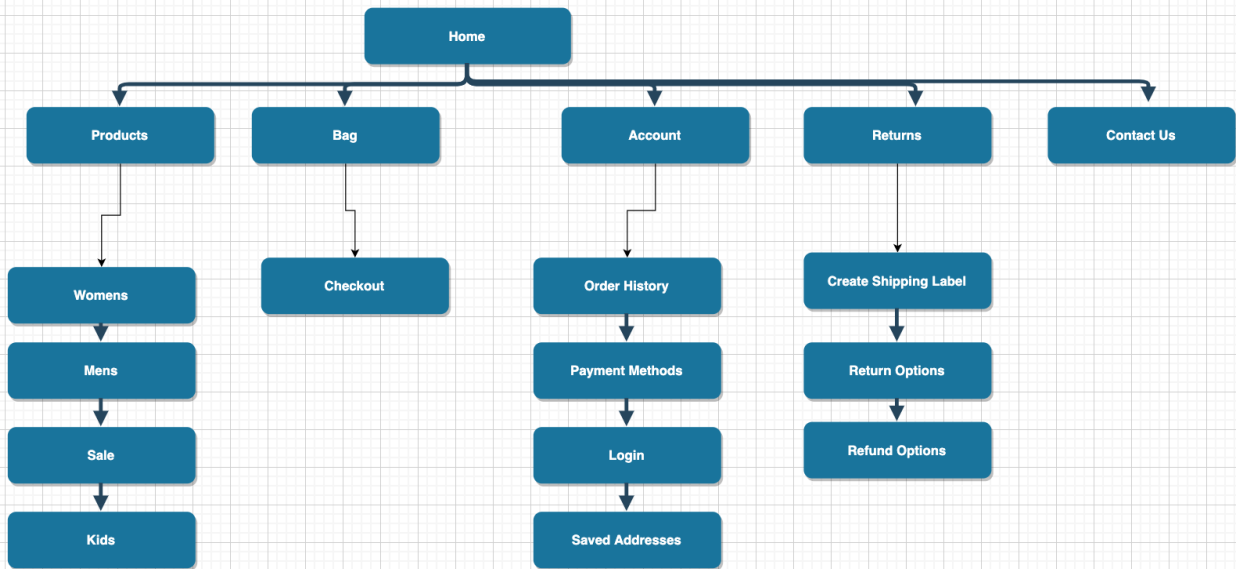 Home
Products
Bag
Account
Returns
Contact Us
Womens
Checkout
Order History
Create Shipping Label
Mens
Payment Methods
Return Options
Sale
Login
Refund Options
Kids
Saved Addresses